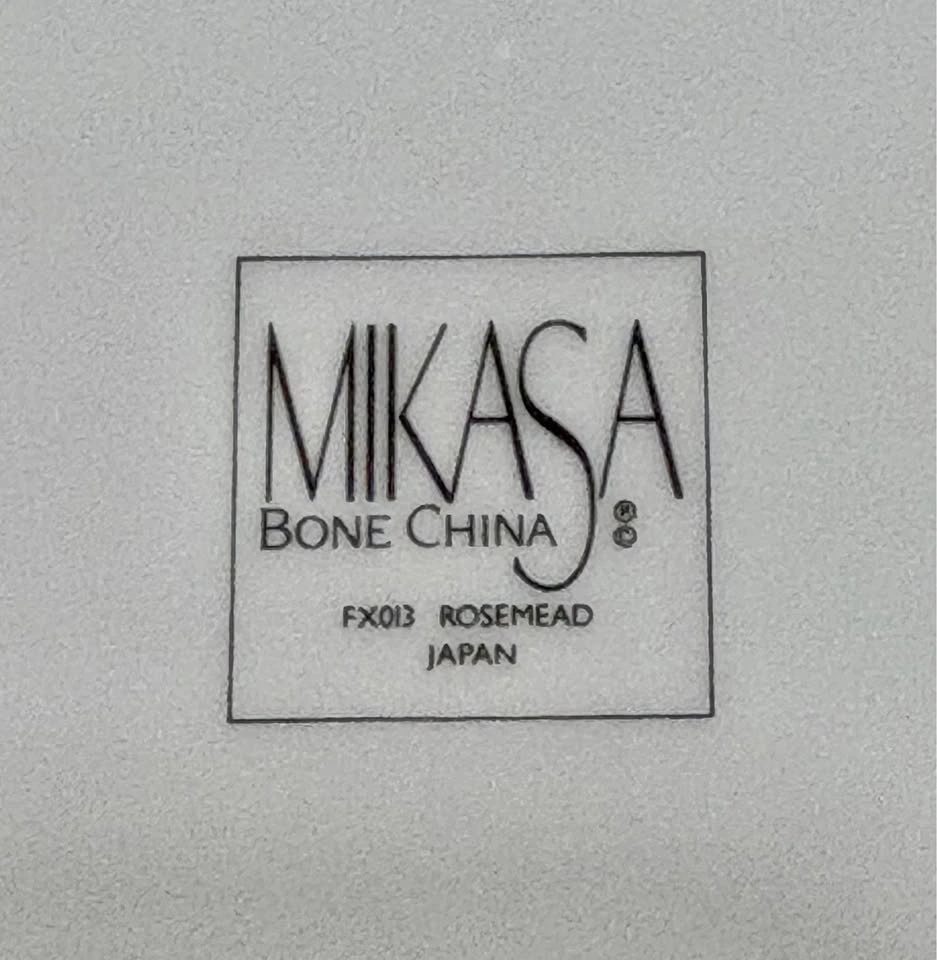 MIKASA
BONE CHINA ® ©
FX013 ROSEMEAD
JAPAN